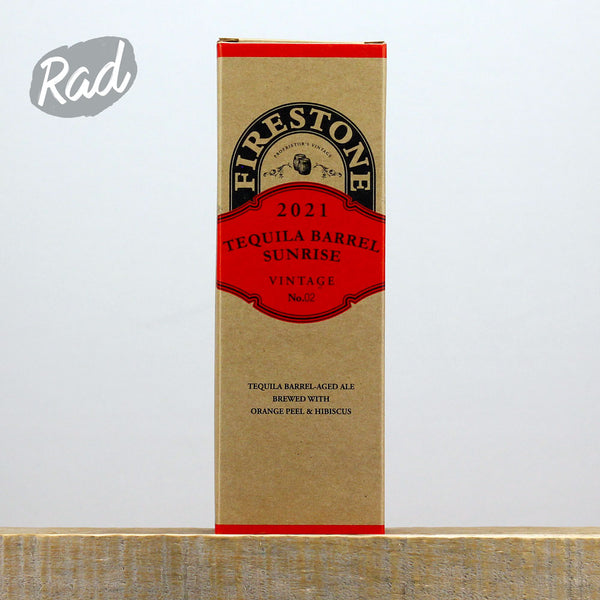 Rad
FIRESTONE
PROPRIETOR'S VINTAGE
2021
TEQUILA BARREL
SUNRISE
VINTAGE
No.02
TEQUILA BARREL-AGED ALE
BREWED WITH
ORANGE PEEL & HIBISCUS